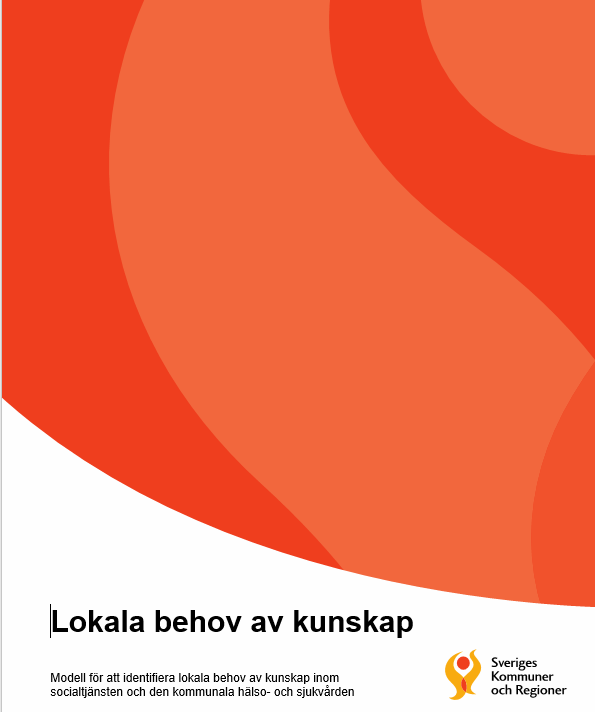 Lokala behov av kunskap
Modell för att identifiera lokala behov av kunskap inom
socialtjänsten och den kommunala hälso- och sjukvården
Sveriges
Kommuner
och Regioner